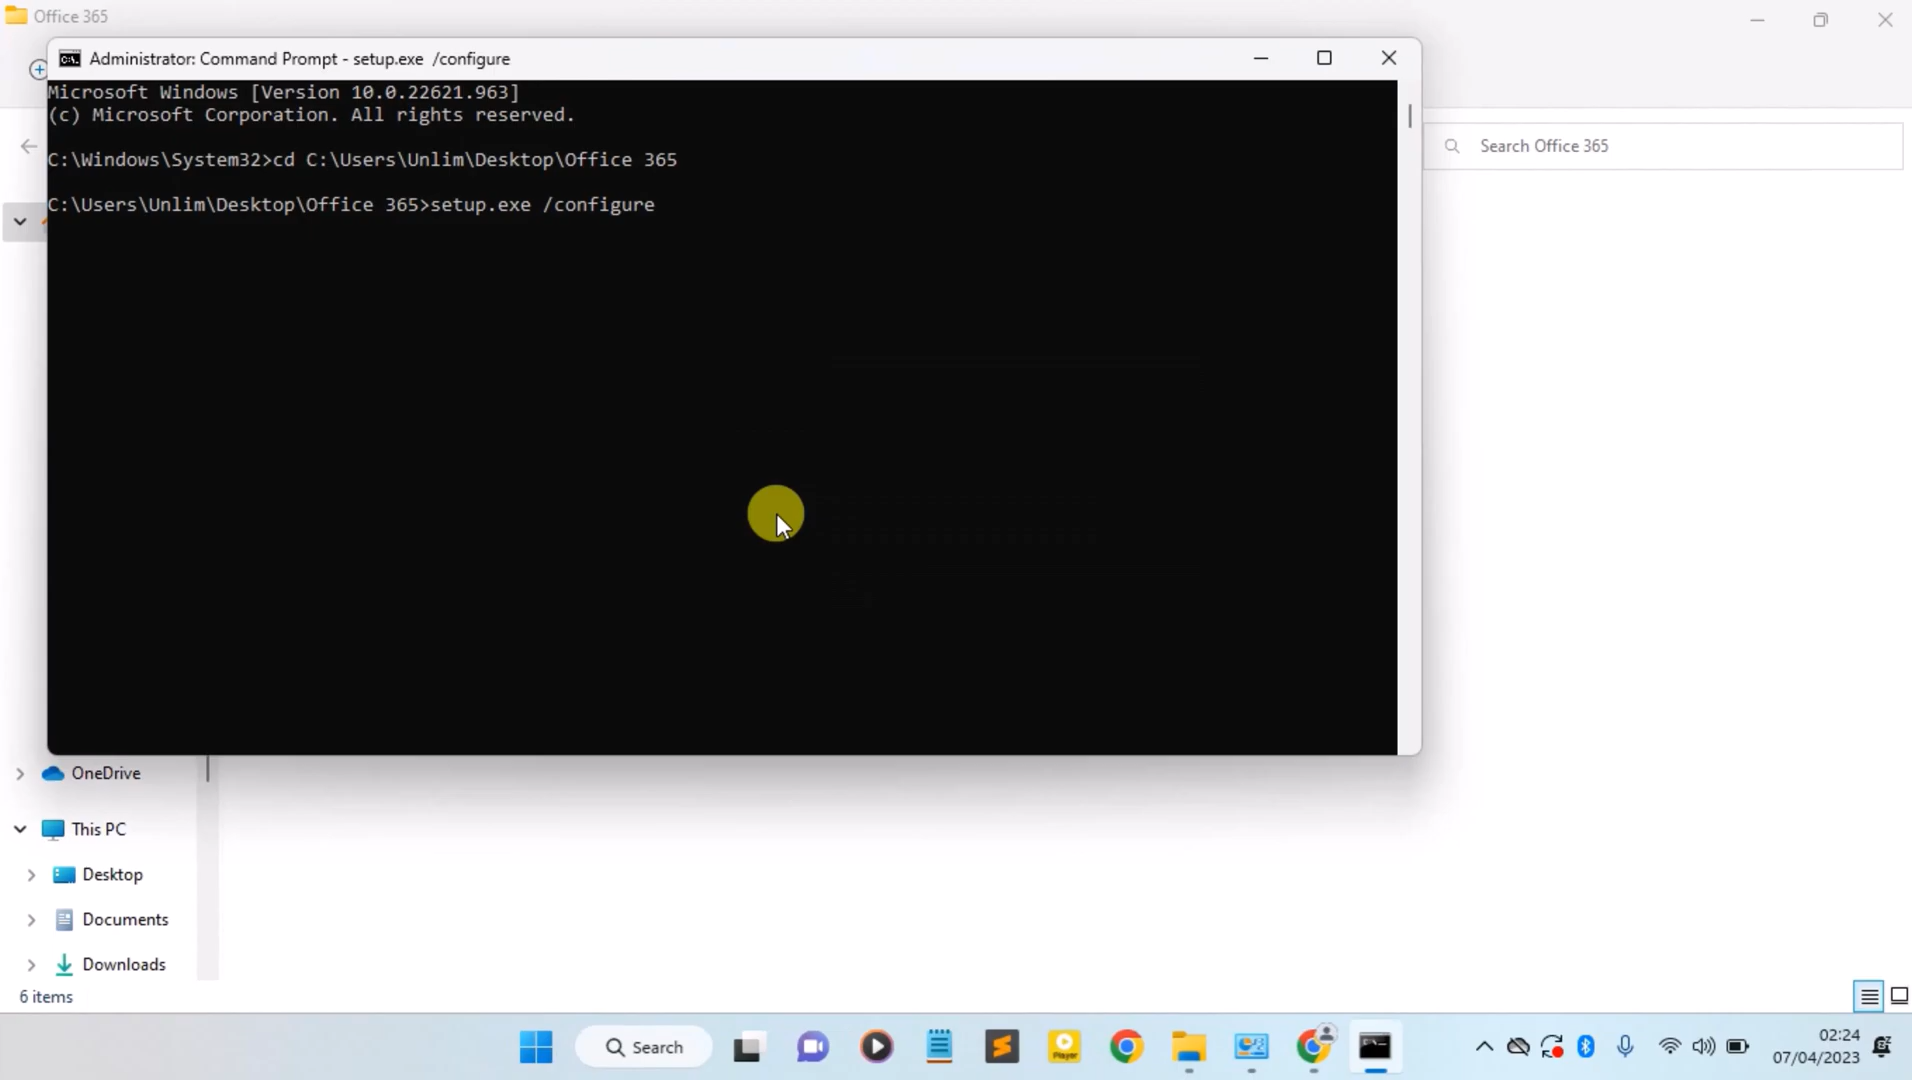 Office 365
Administrator: Command Prompt - setup.exe /configure
Microsoft Windows [Version 10.0.22621.963]
(c) Microsoft Corporation. All rights reserved.
C:\Windows\System32>cd C:\Users\Unlim\Desktop\Office 365
C:\Users\Unlim\Desktop\Office 365>setup.exe /configure
Search Office 365
OneDrive
This PC
Desktop
Documents
Downloads
6 items
Search
Player
02:24
07/04/2023